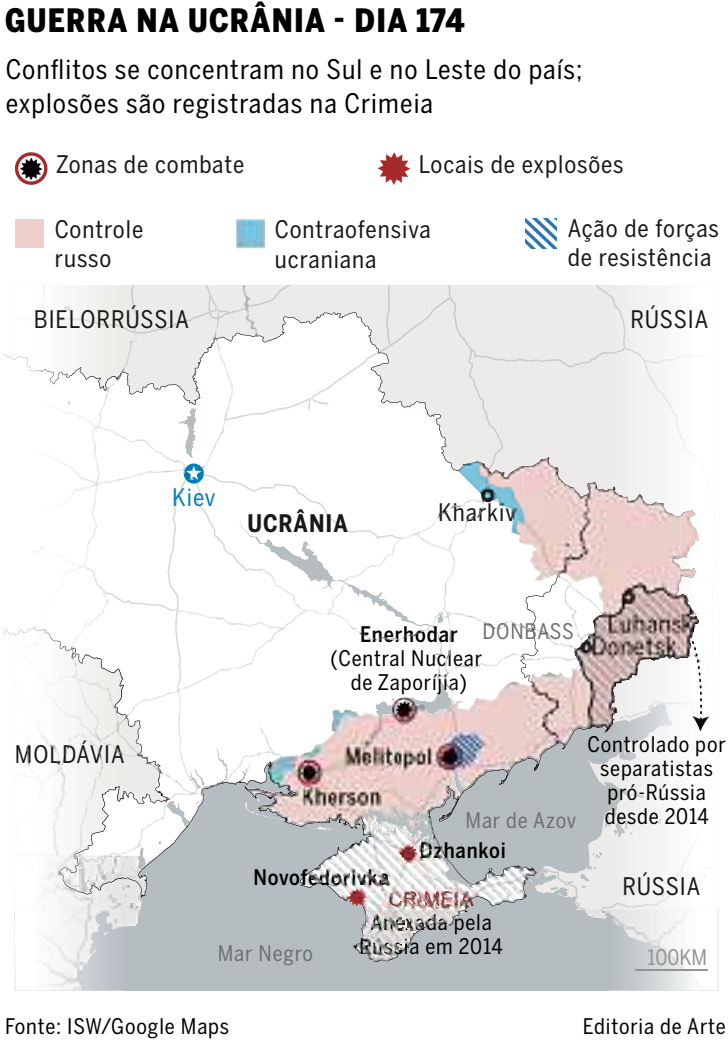 GUERRA NA UCRÂNIA - DIA 174
Conflitos se concentram no Sul e no Leste do país;
explosões são registradas na Crimeia
Zonas de combate
Locais de explosões
Controle
russo
Contraofensiva
ucraniana
Ação de forças
de resistência
BIELORRÚSSIA
RÚSSIA
Kiev
UCRÂNIA
Kharkiv
Enerhodar
(Central Nuclear
de Zaporíjia)
DONBASS
Luhansk
Donetsk
MOLDÁVIA
Melitopol
Kherson
Controlado por
separatistas
pró-Rússia
desde 2014
Mar de Azov
Dzhankoi
Novofedorivka
CRIMEIA
Anexada pela
Rússia em 2014
RÚSSIA
Mar Negro
100KM
Fonte: ISW/Google Maps
Editoria de Arte